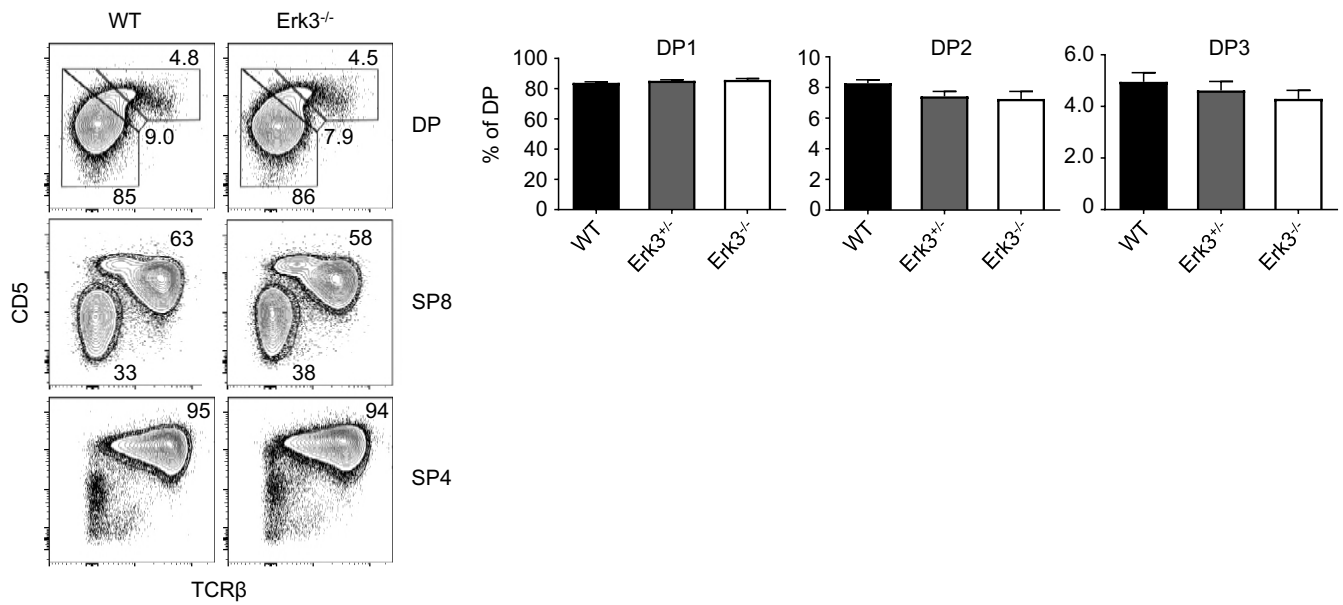 WT Erk3-/-
4.8 4.5
DP
9.0 7.9
85 86
63 58
SP8
33 38
95 94
SP4
CD5
TCRβ
DP1
% of DP
100
80
60
40
20
0
WT Erk3+/- Erk3-/-
DP2
10
8
6
4
2
0
WT Erk3+/- Erk3-/-
DP3
6.0
4.0
2.0
0
WT Erk3+/- Erk3-/-